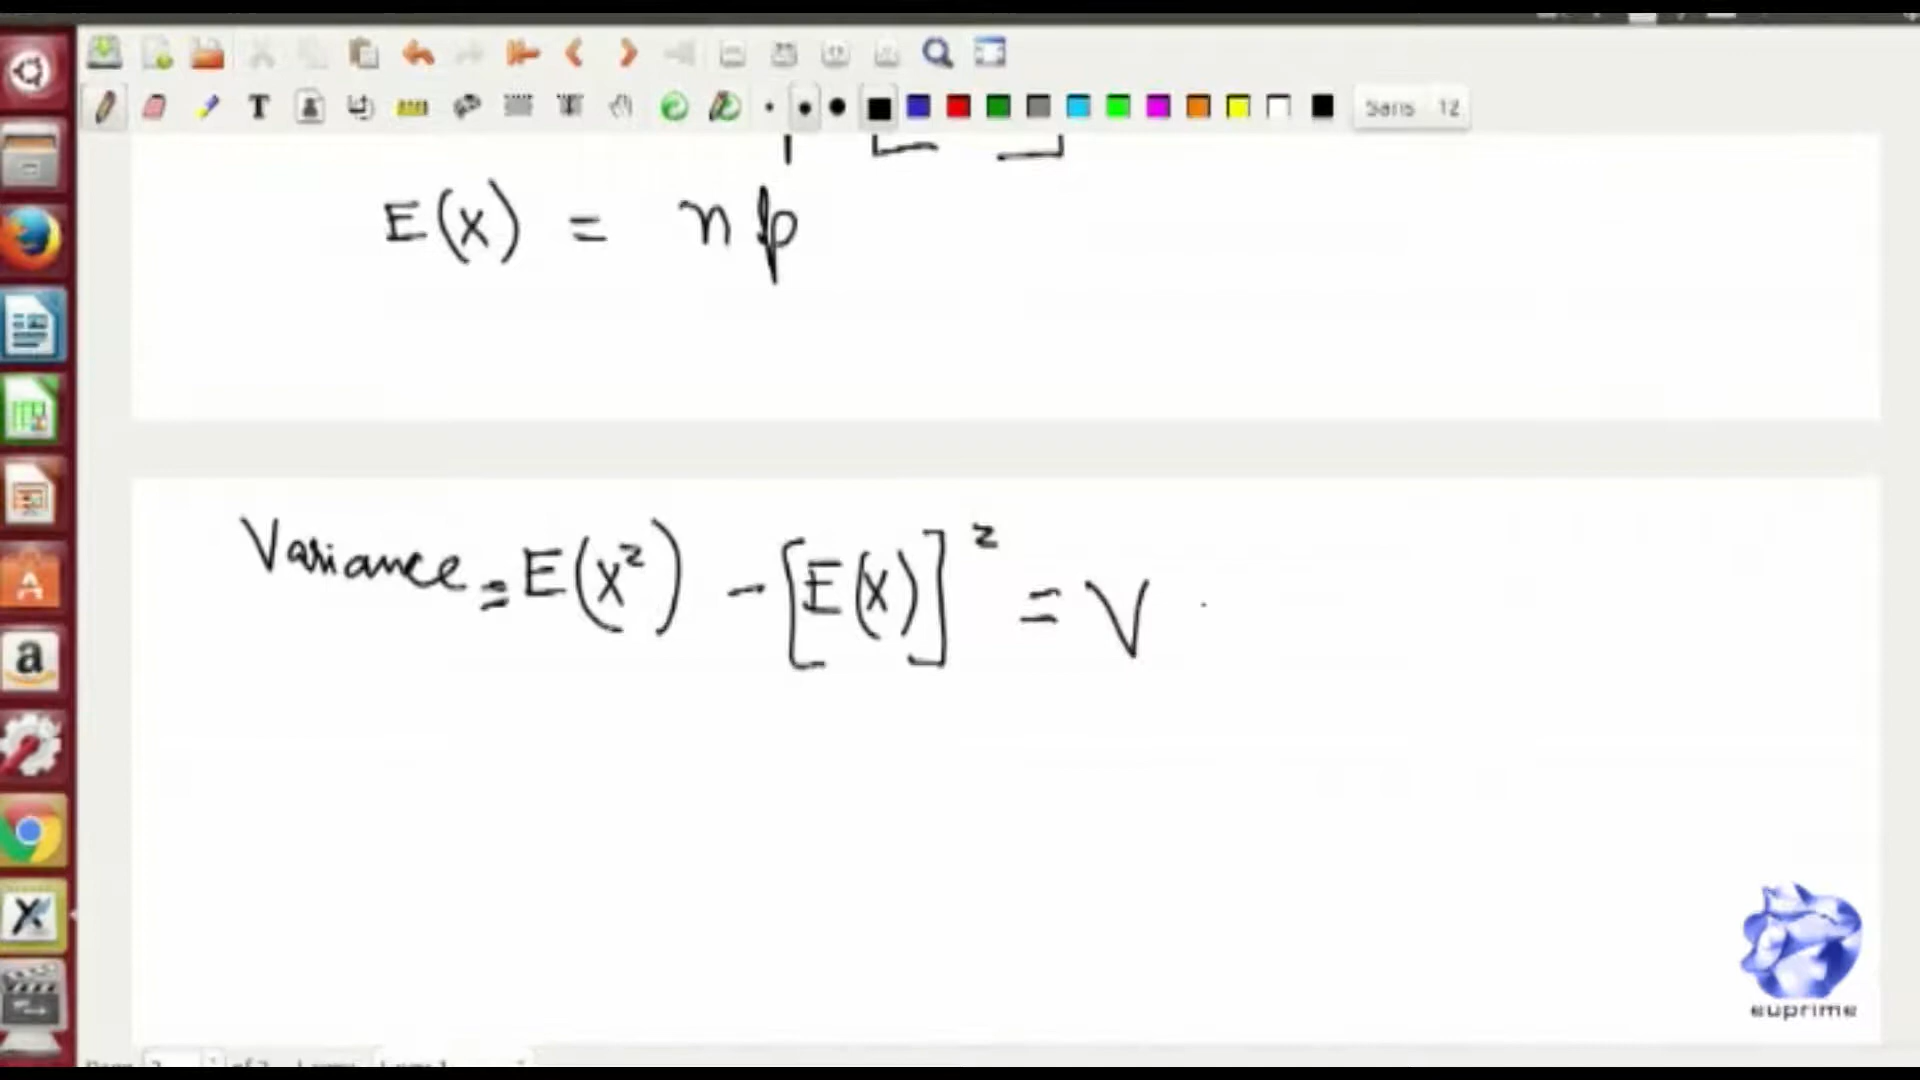 T Sans 12
E(x) = np
Variance = E(x²) - [E(x)]² = V
a
euprime